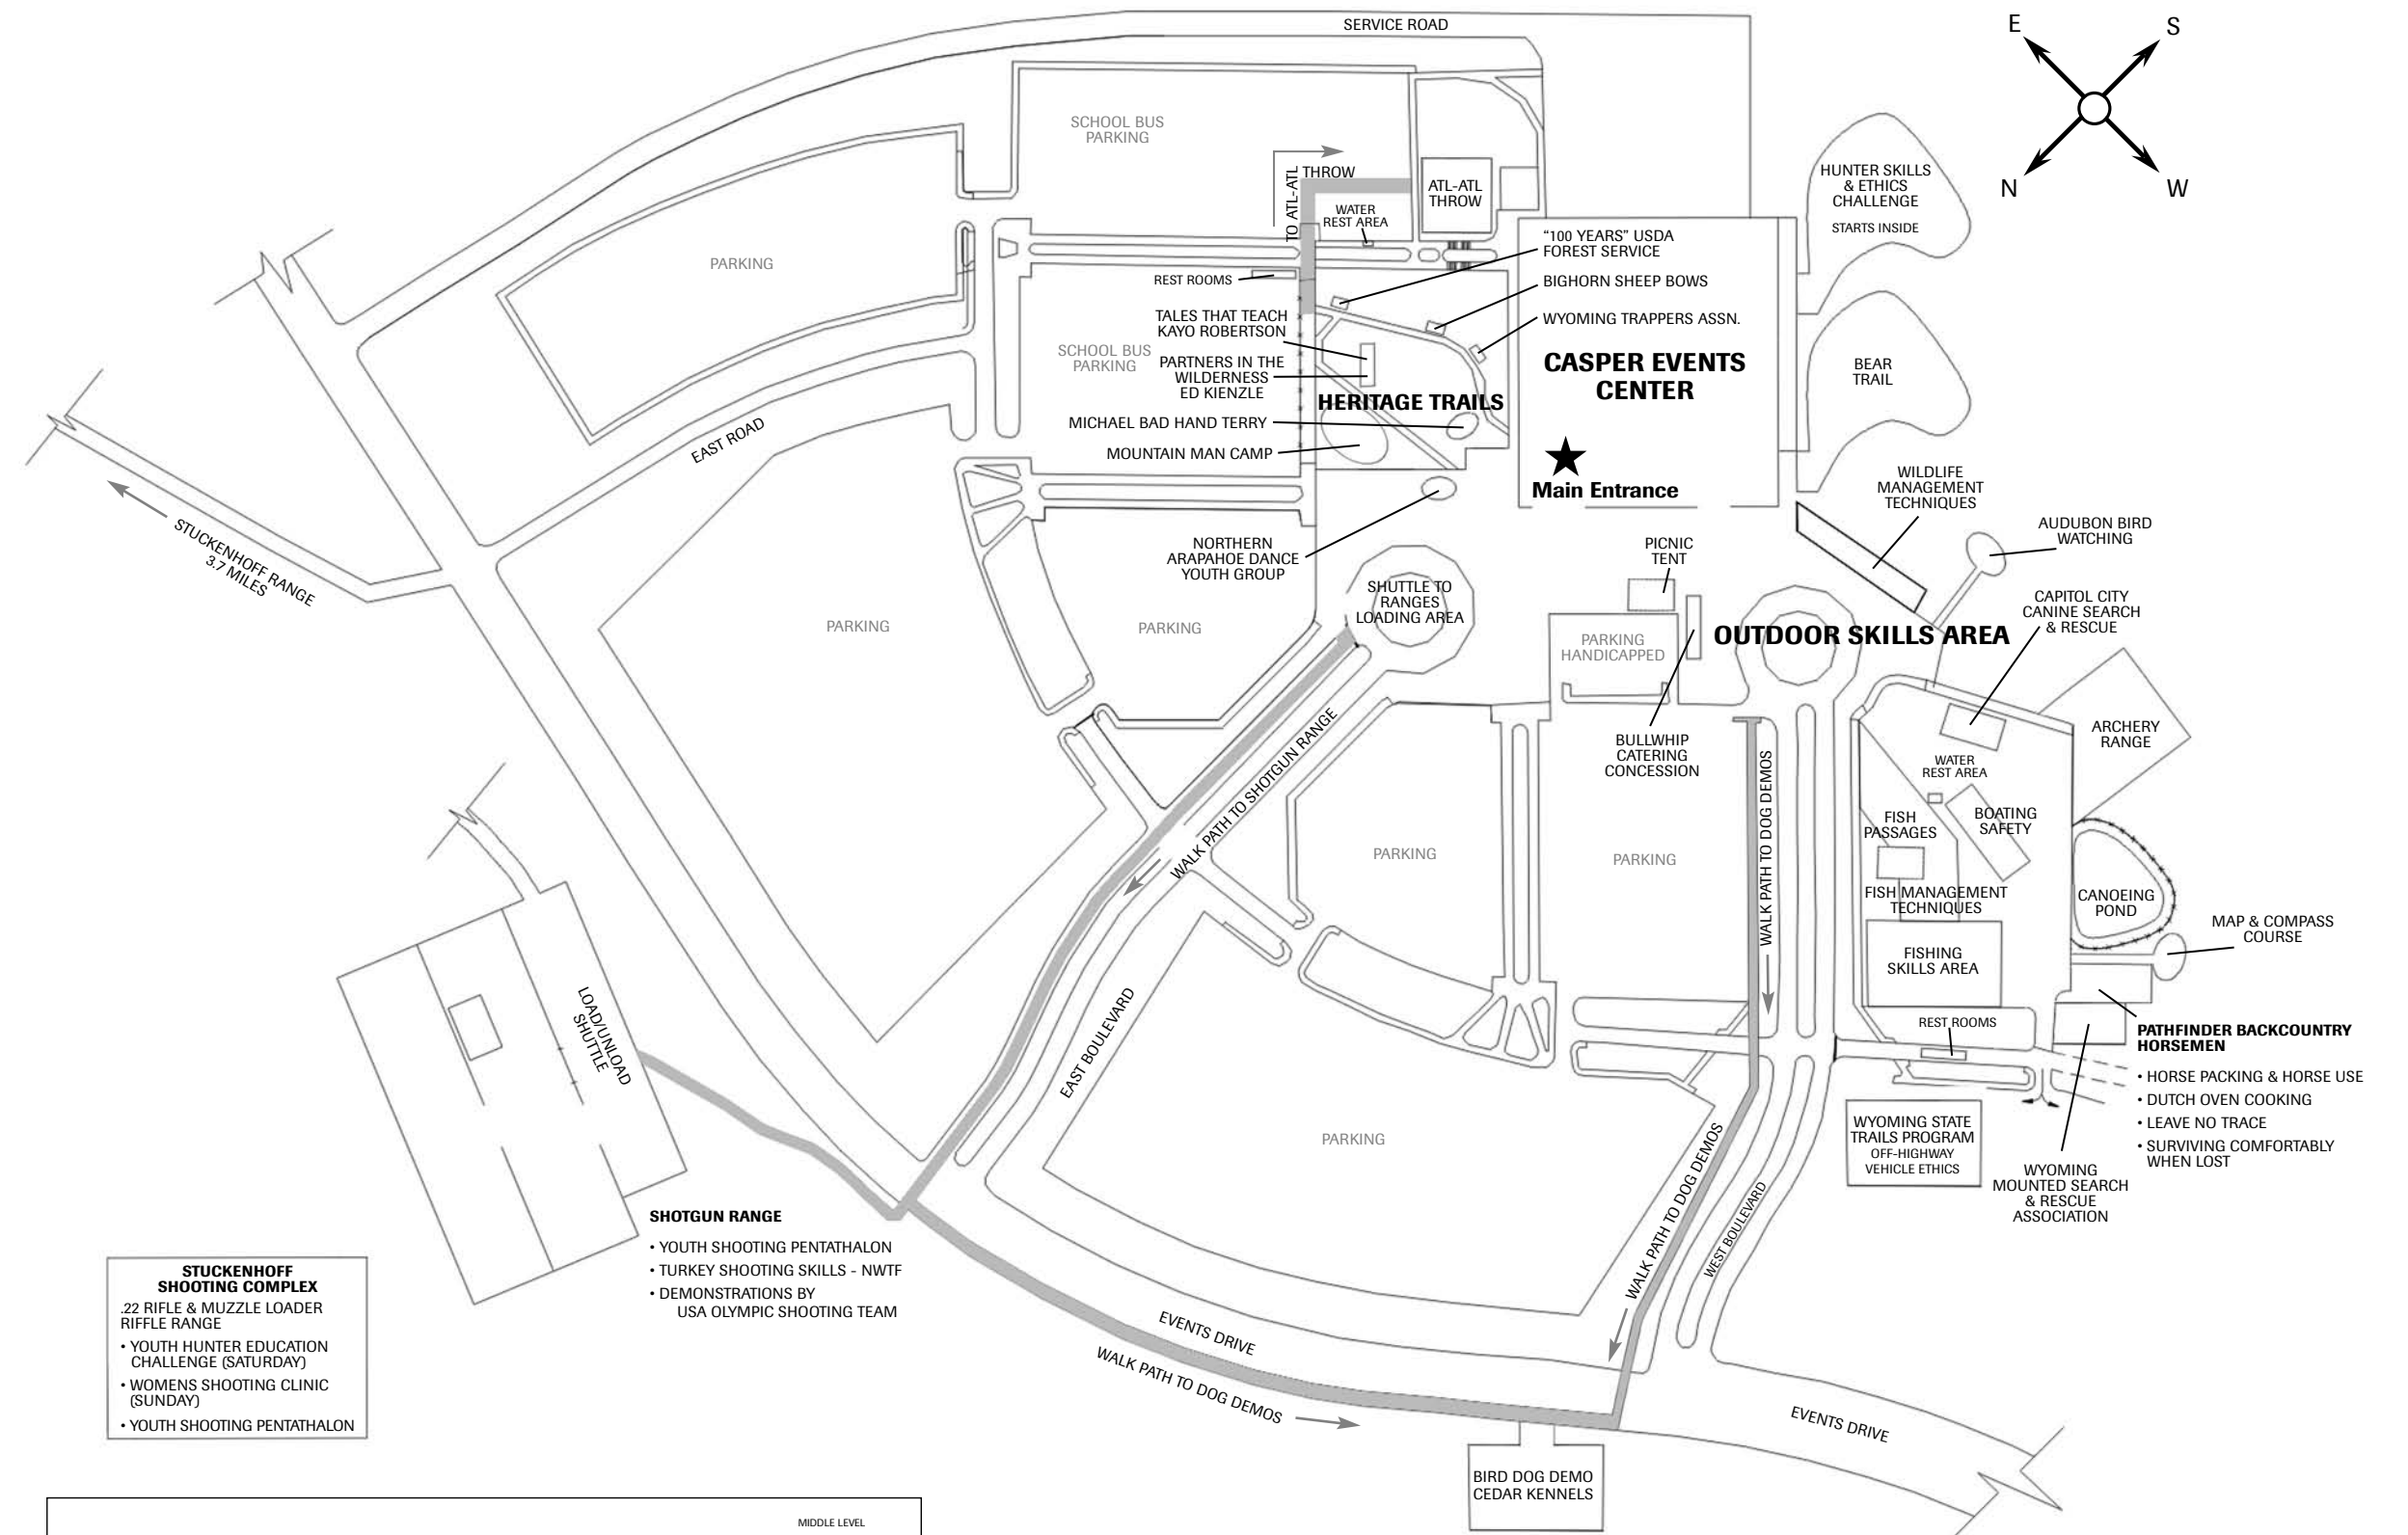 SERVICE ROAD
E
S
N
W
SCHOOL BUS
PARKING
TO ATL-ATL
THROW
ATL-ATL
THROW
WATER
REST AREA
HUNTER SKILLS
& ETHICS
CHALLENGE
STARTS INSIDE
PARKING
REST ROOMS
“100 YEARS” USDA
FOREST SERVICE
BIGHORN SHEEP BOWS
WYOMING TRAPPERS ASSN.
TALES THAT TEACH
KAYO ROBERTSON
SCHOOL BUS
PARKING
PARTNERS IN THE
WILDERNESS
ED KIENZLE
HERITAGE TRAILS
MICHAEL BAD HAND TERRY
MOUNTAIN MAN CAMP
CASPER EVENTS
CENTER
Main Entrance
BEAR
TRAIL
EAST ROAD
STUCKENHOFF RANGE
3.7 MILES
WILDLIFE
MANAGEMENT
TECHNIQUES
AUDUBON BIRD
WATCHING
NORTHERN
ARAPAHOE DANCE
YOUTH GROUP
SHUTTLE TO
RANGES
LOADING AREA
PICNIC
TENT
PARKING
HANDICAPPED
OUTDOOR SKILLS AREA
CAPITOL CITY
CANINE SEARCH
& RESCUE
PARKING
PARKING
BULLWHIP
CATERING
CONCESSION
ARCHERY
RANGE
WATER
REST AREA
WALK PATH TO SHOTGUN RANGE
WALK PATH TO DOG DEMOS
FISH
PASSAGES
BOATING
SAFETY
PARKING
PARKING
FISH MANAGEMENT
TECHNIQUES
CANOEING
POND
MAP & COMPASS
COURSE
FISHING
SKILLS AREA
REST ROOMS
PATHFINDER BACKCOUNTRY
HORSEMEN
• HORSE PACKING & HORSE USE
• DUTCH OVEN COOKING
• LEAVE NO TRACE
• SURVIVING COMFORTABLY
WHEN LOST
LOAD/UNLOAD
SHUTTLE
EAST BOULEVARD
PARKING
WALK PATH TO DOG DEMOS
WEST BOULEVARD
WYOMING STATE
TRAILS PROGRAM
OFF-HIGHWAY
VEHICLE ETHICS
WYOMING
MOUNTED SEARCH
& RESCUE
ASSOCIATION
SHOTGUN RANGE
• YOUTH SHOOTING PENTATHALON
• TURKEY SHOOTING SKILLS - NWTF
• DEMONSTRATIONS BY
USA OLYMPIC SHOOTING TEAM
STUCKENHOFF
SHOOTING COMPLEX
.22 RIFLE & MUZZLE LOADER
RIFFLE RANGE
• YOUTH HUNTER EDUCATION
CHALLENGE (SATURDAY)
• WOMENS SHOOTING CLINIC
(SUNDAY)
• YOUTH SHOOTING PENTATHALON
EVENTS DRIVE
WALK PATH TO DOG DEMOS
EVENTS DRIVE
BIRD DOG DEMO
CEDAR KENNELS
MIDDLE LEVEL